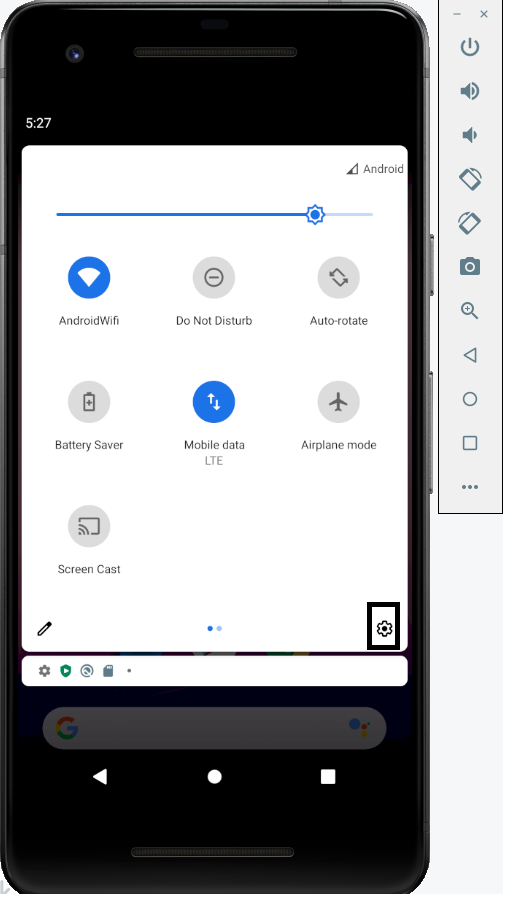 5:27
Android
AndroidWifi
Do Not Disturb
Auto-rotate
Battery Saver
Mobile data
LTE
Airplane mode
Screen Cast